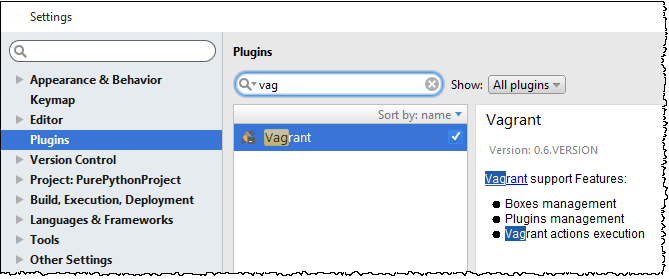 Settings
Appearance & Behavior
Keymap
Editor
Plugins
Version Control
Project: PurePythonProject
Build, Execution, Deployment
Languages & Frameworks
Tools
Other Settings
Plugins
vag
Show: All plugins
Sort by: name
Vagrant
Vagrant
Version: 0.6.VERSION
Vagrant support Features:
Boxes management
Plugins management
Vagrant actions execution